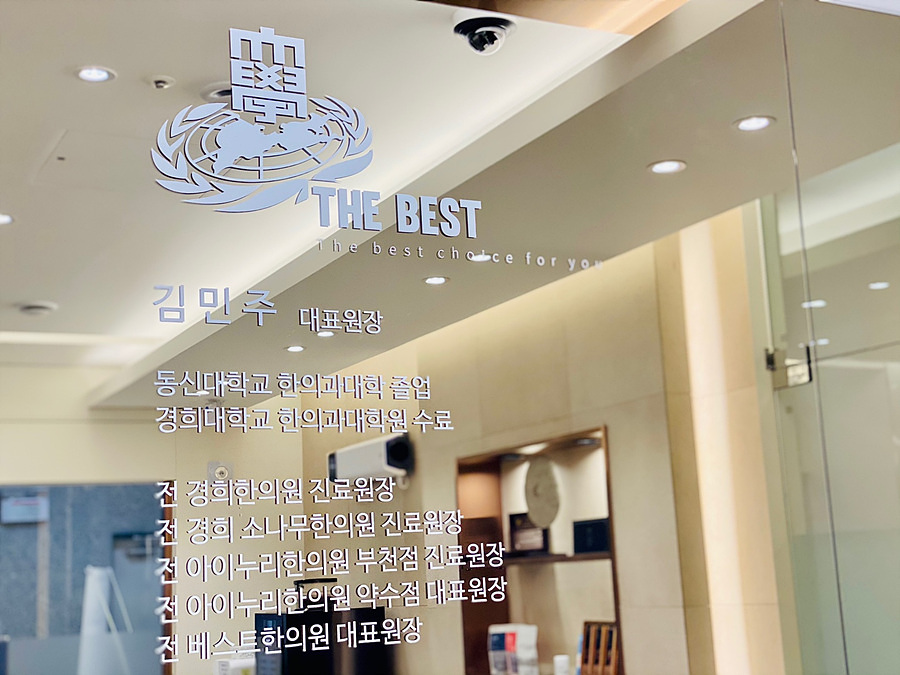 大學
THE BEST
The best choice for you
김민주 대표원장
동신대학교 한의과대학 졸업
경희대학교 한의과대학원 수료
전 경희한의원 진료원장
전 경희 소나무한의원 진료원장
전 아이누리한의원 부천점 진료원장
전 아이누리한의원 약수점 대표원장
전 베스트한의원 대표원장